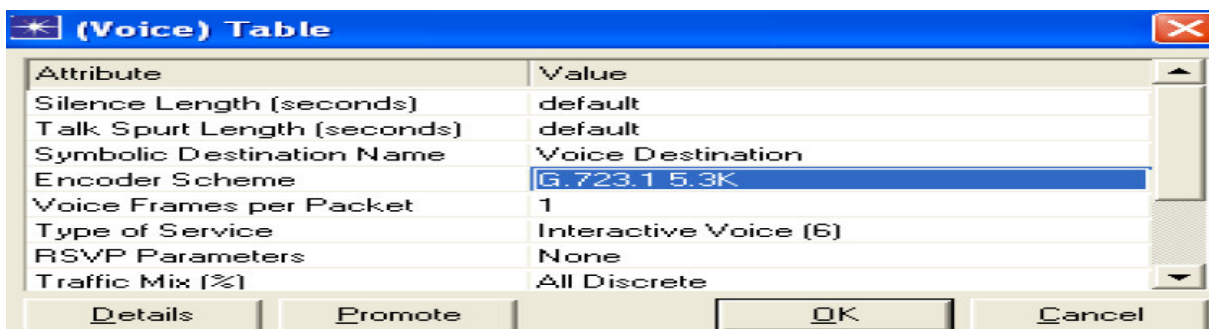 (Voice) Table
Attribute Value
Silence Length (seconds) default
Talk Spurt Length (seconds) default
Symbolic Destination Name Voice Destination
Encoder Scheme G.723.1 5.3K
Voice Frames per Packet 1
Type of Service Interactive Voice (6)
RSVP Parameters None
Traffic Mix (%) All Discrete
Details Promote OK Cancel